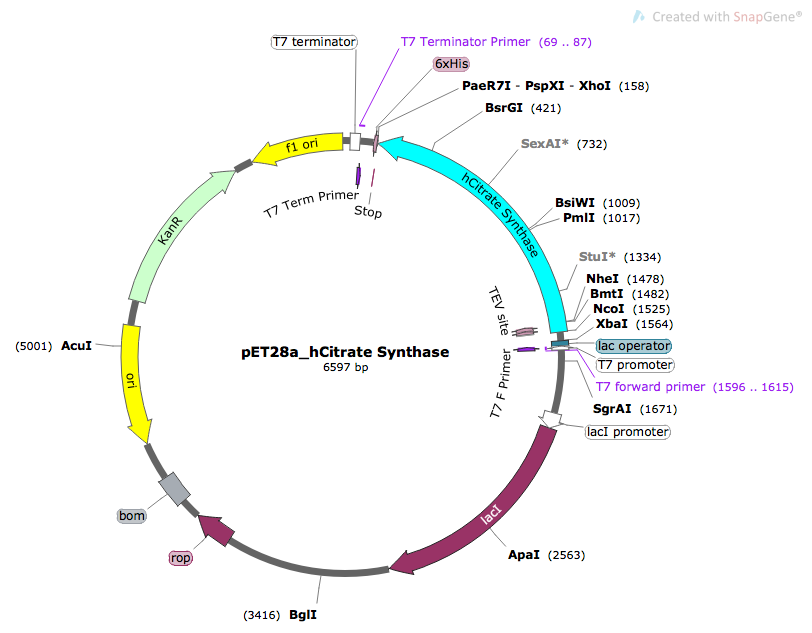 Created with SnapGene®
T7 terminator
T7 Terminator Primer (69 .. 87)
6xHis
PaeR7I - PspXI - XhoI (158)
BsrGI (421)
SexAI* (732)
BsiWI (1009)
PmlI (1017)
StuI* (1334)
NheI (1478)
BmtI (1482)
NcoI (1525)
XbaI (1564)
lac operator
T7 promoter
T7 forward primer (1596 .. 1615)
SgrAI (1671)
lacI promoter
ApaI (2563)
(3416) BglI
rop
bom
(5001) AcuI
ori
KanR
f1 ori
T7 Term Primer
Stop
hCitrate Synthase
TEV site
T7 F Primer
lacI
pET28a_hCitrate Synthase
6597 bp